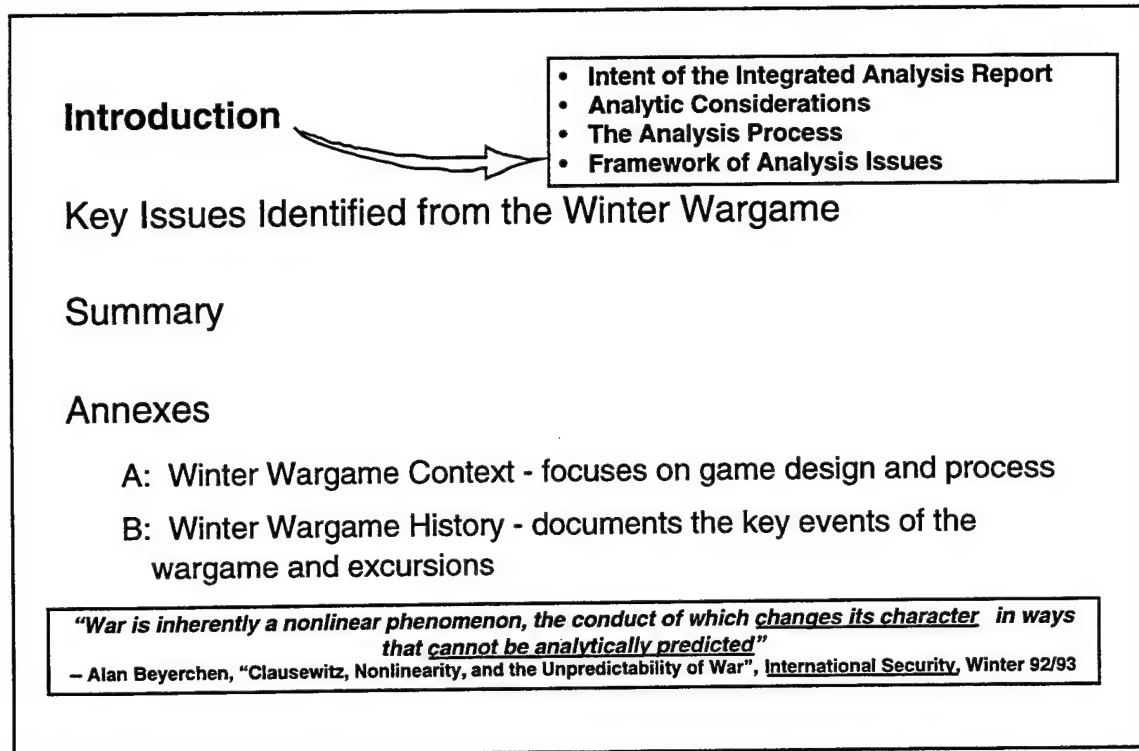 Introduction
• Intent of the Integrated Analysis Report
• Analytic Considerations
• The Analysis Process
• Framework of Analysis Issues
Key Issues Identified from the Winter Wargame
Summary
Annexes
A: Winter Wargame Context - focuses on game design and process
B: Winter Wargame History - documents the key events of the
wargame and excursions
“War is inherently a nonlinear phenomenon, the conduct of which changes its character in ways
that cannot be analytically predicted”
– Alan Beyerchen, “Clausewitz, Nonlinearity, and the Unpredictability of War”, International Security, Winter 92/93